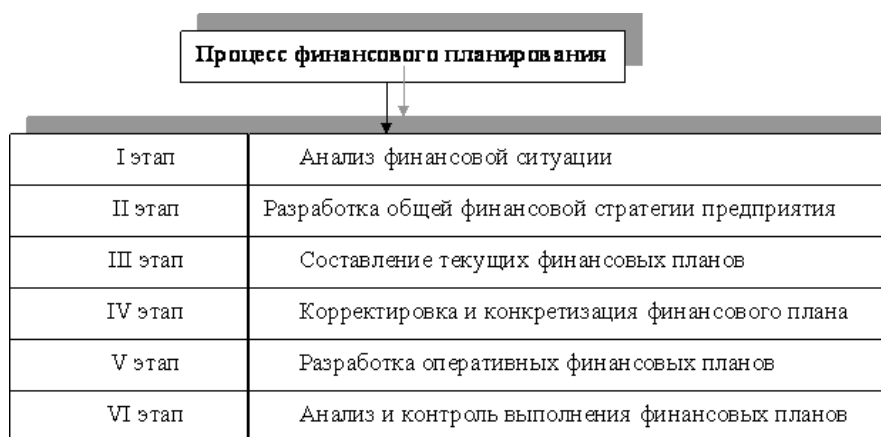 Процесс финансового планирования
I этап Анализ финансовой ситуации
II этап Разработка общей финансовой стратегии предприятия
III этап Составление текущих финансовых планов
IV этап Корректировка и конкретизация финансового плана
V этап Разработка оперативных финансовых планов
VI этап Анализ и контроль выполнения финансовых планов